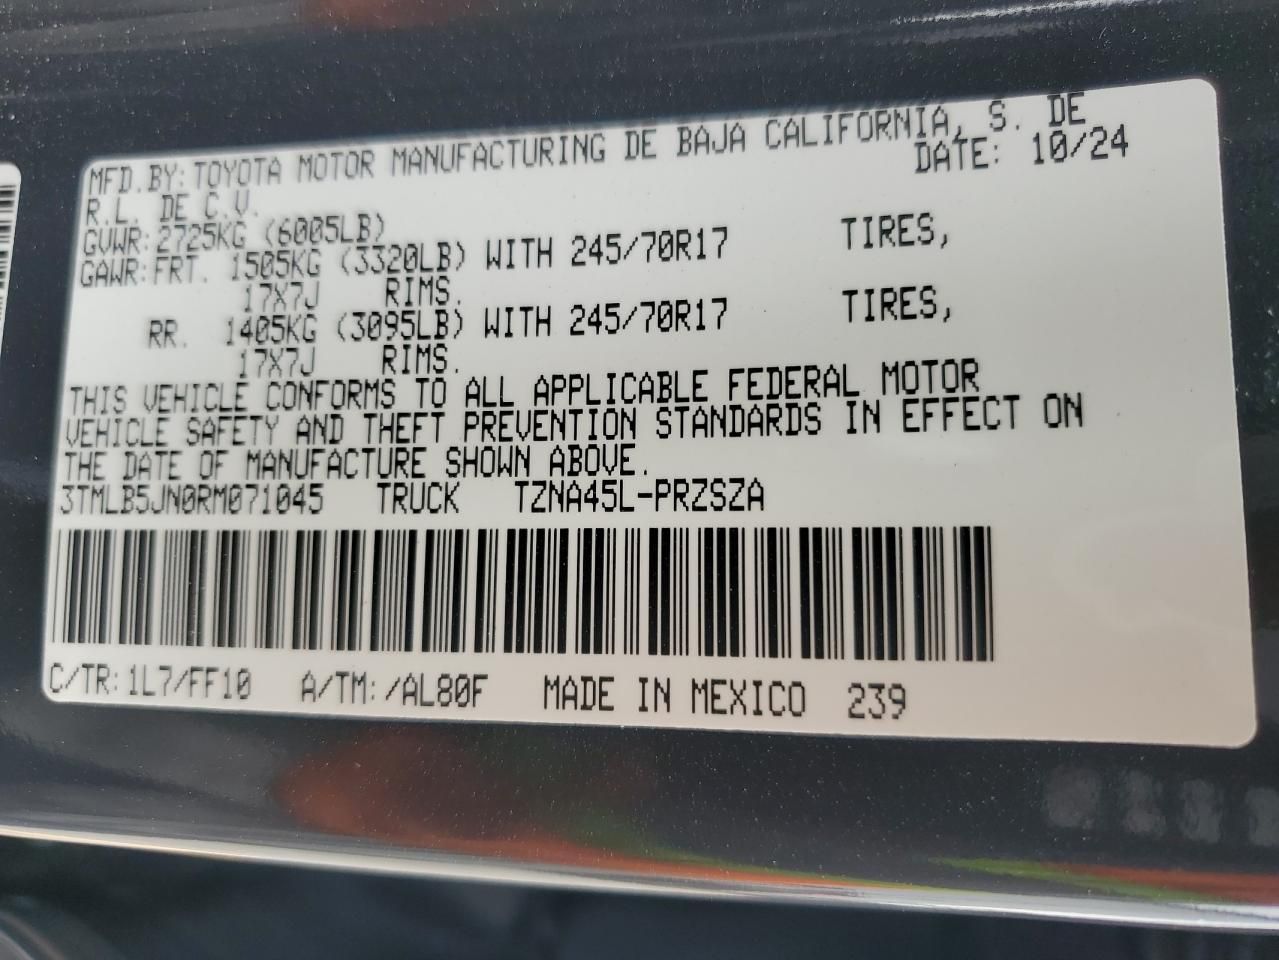 MFD.BY: TOYOTA MOTOR MANUFACTURING DE BAJA CALIFORNIA, S. DE
R.L. DE C.V. DATE: 10/24
GVWR: 2725KG (6005LB)
GAWR: FRT. 1505KG (3320LB) WITH 245/70R17 TIRES,
17X7J RIMS.
RR. 1405KG (3095LB) WITH 245/70R17 TIRES,
17X7J RIMS.
THIS VEHICLE CONFORMS TO ALL APPLICABLE FEDERAL MOTOR
VEHICLE SAFETY AND THEFT PREVENTION STANDARDS IN EFFECT ON
THE DATE OF MANUFACTURE SHOWN ABOVE.
3TMLB5JN0RM071045 TRUCK TZNA45L-PRZSZA
C/TR: 1L7/FF10 A/TM: /AL80F MADE IN MEXICO 239